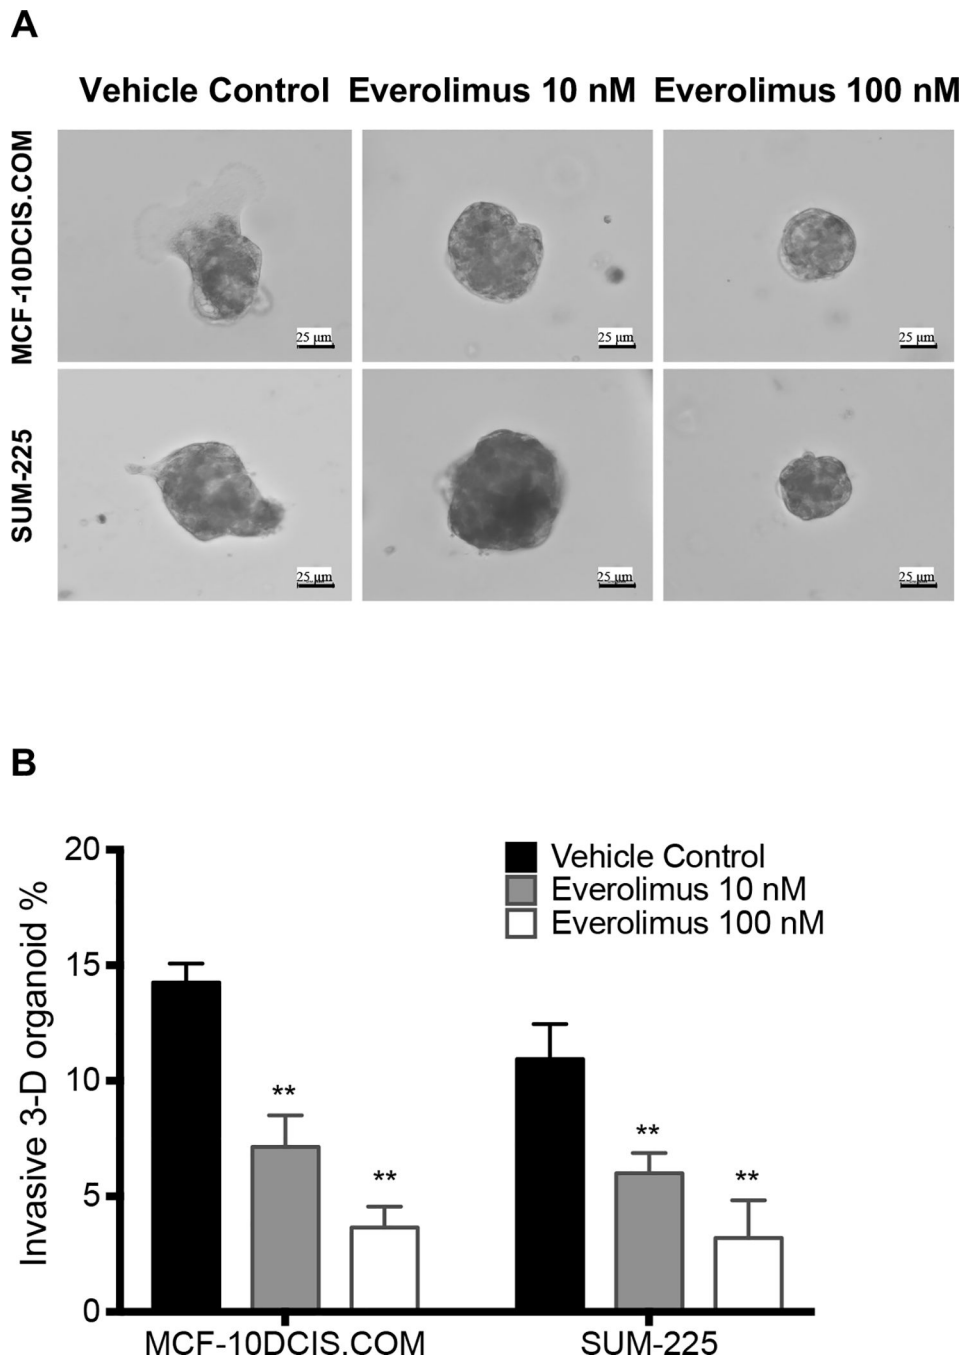 A
Vehicle Control Everolimus 10 nM Everolimus 100 nM
MCF-10DCIS.COM
25 µm 25 µm 25 µm
SUM-225
25 µm 25 µm 25 µm
B
Invasive 3-D organoid %
20
15
10
5
0
Vehicle Control
Everolimus 10 nM
Everolimus 100 nM
**
**
**
**
MCF-10DCIS.COM SUM-225